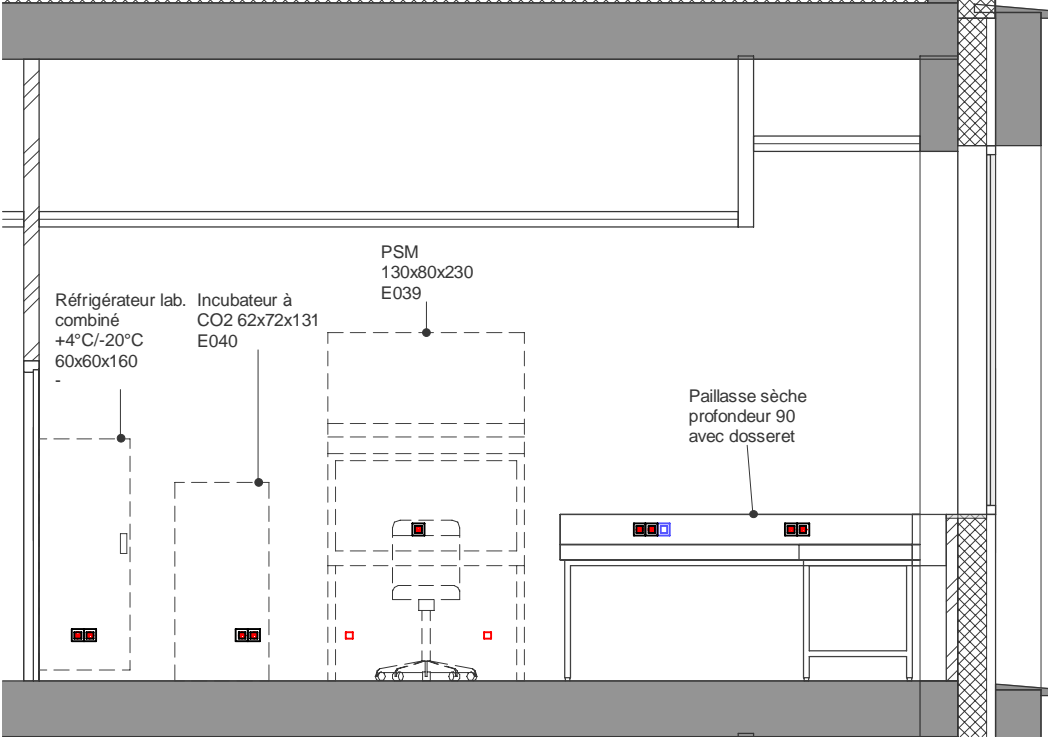 PSM
130x80x230
E039
Réfrigérateur lab.
combiné
+4°C/-20°C
60x60x160
-
Incubateur à
CO2 62x72x131
E040
Paillasse sèche
profondeur 90
avec dosseret